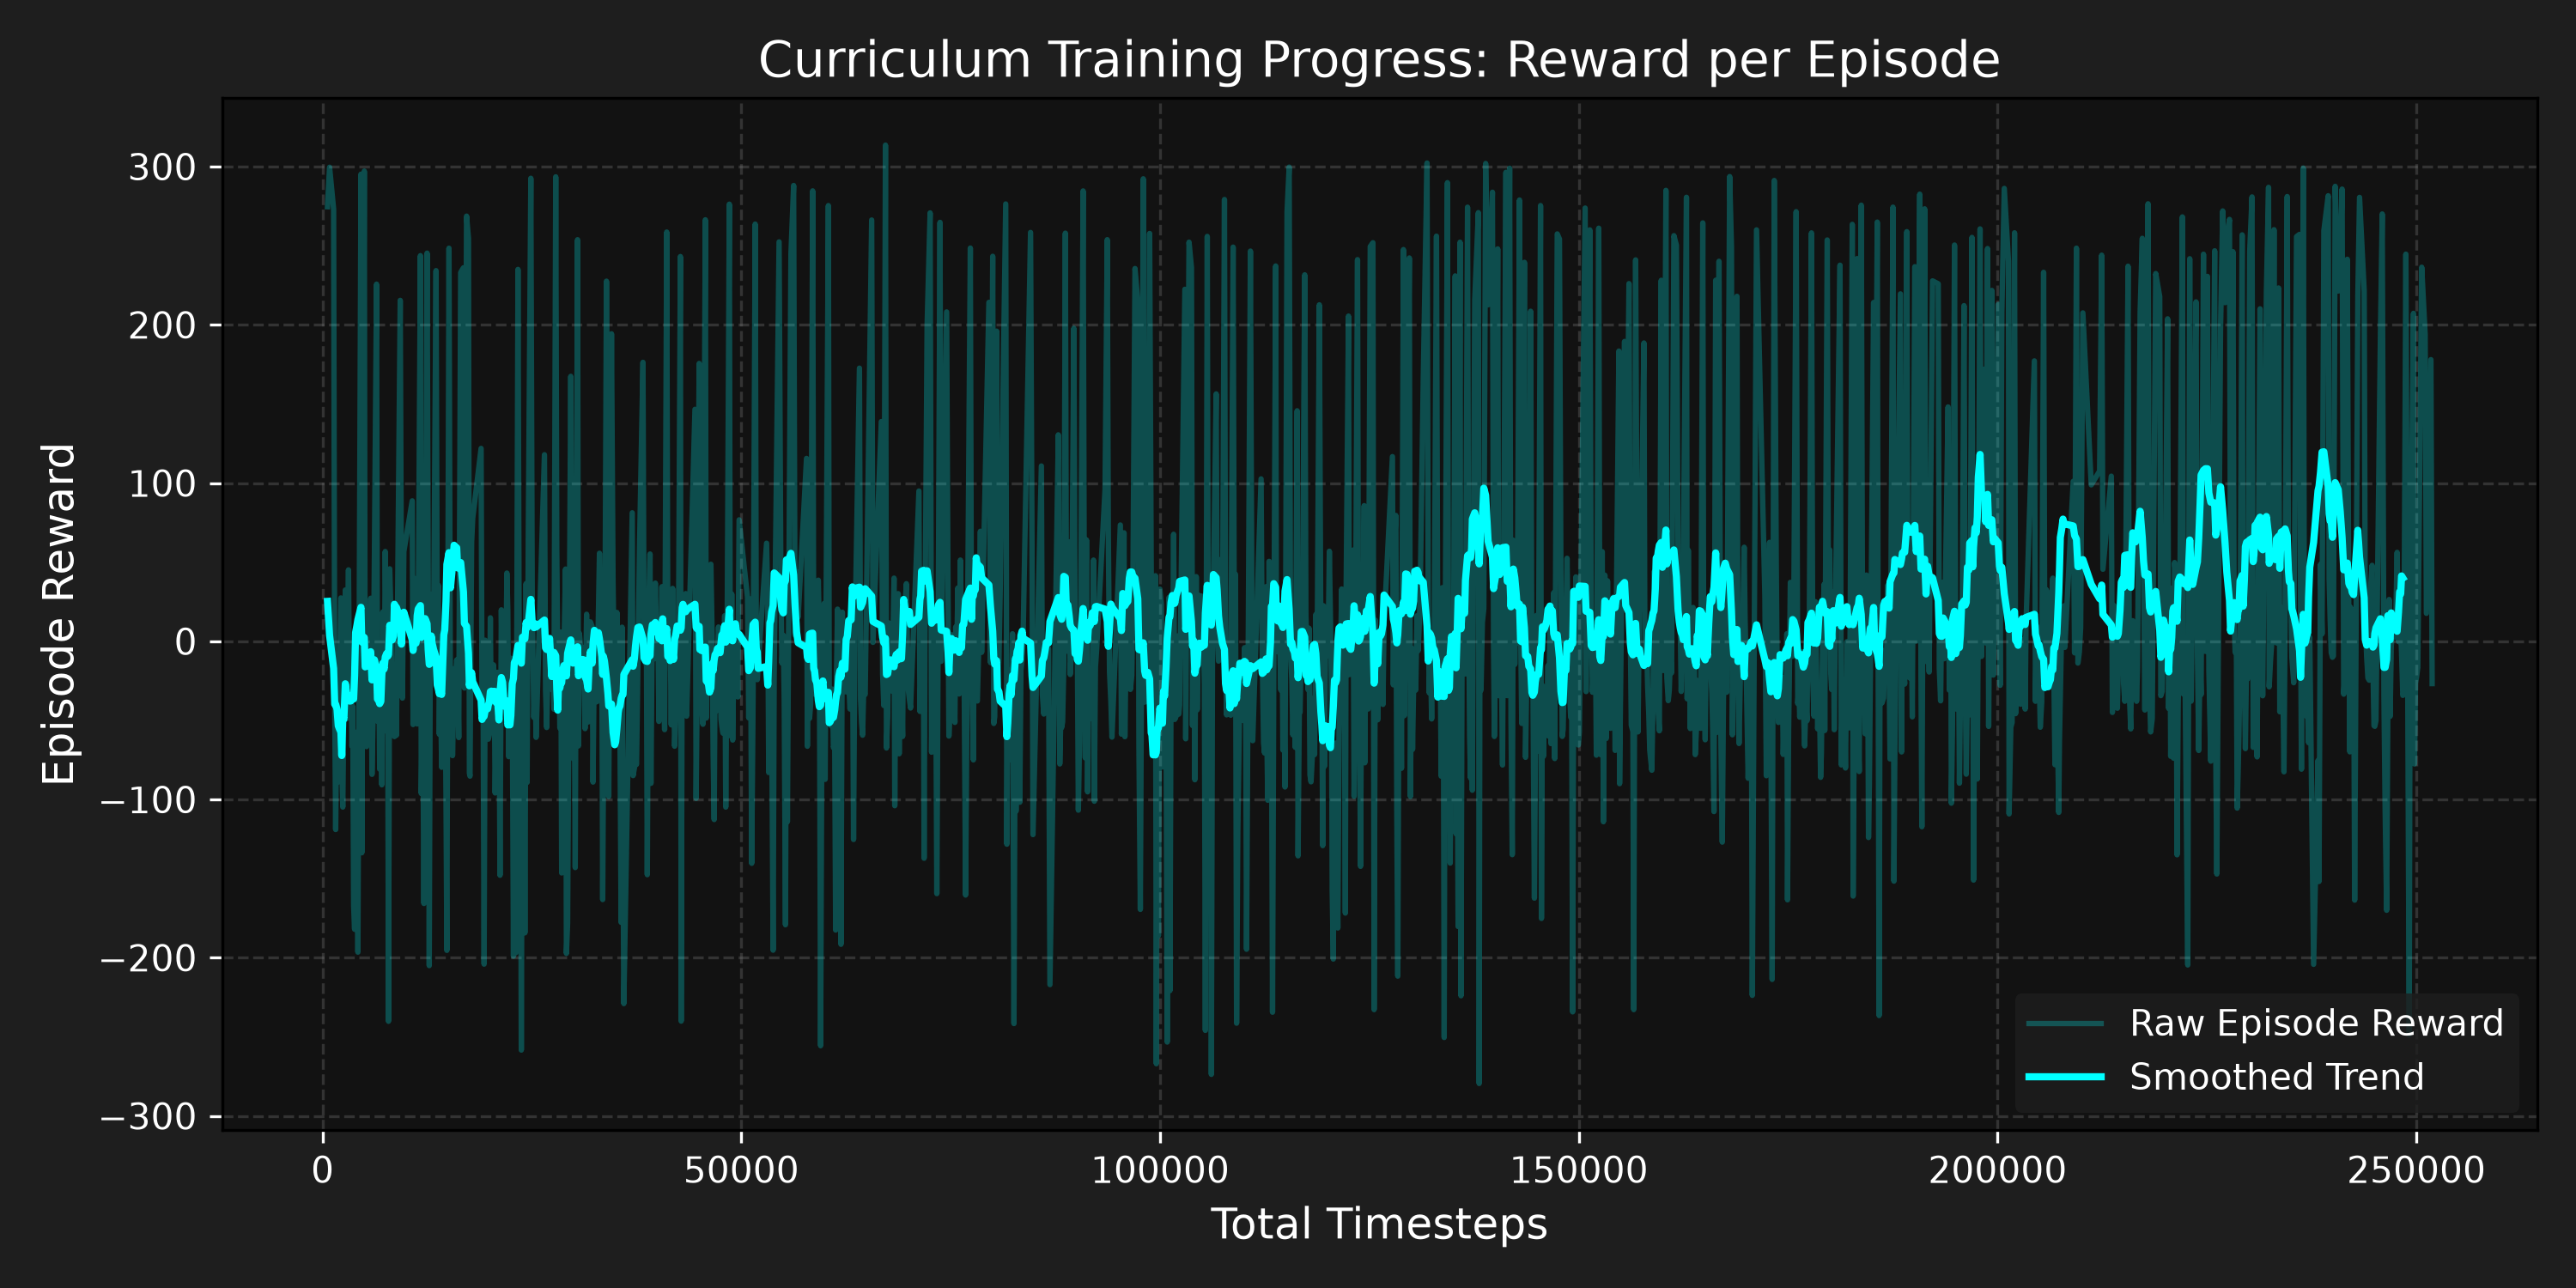 Curriculum Training Progress: Reward per Episode
300
200
100
0
−100
−200
−300
Episode Reward
0
50000
100000
150000
200000
250000
Total Timesteps
Raw Episode Reward
Smoothed Trend